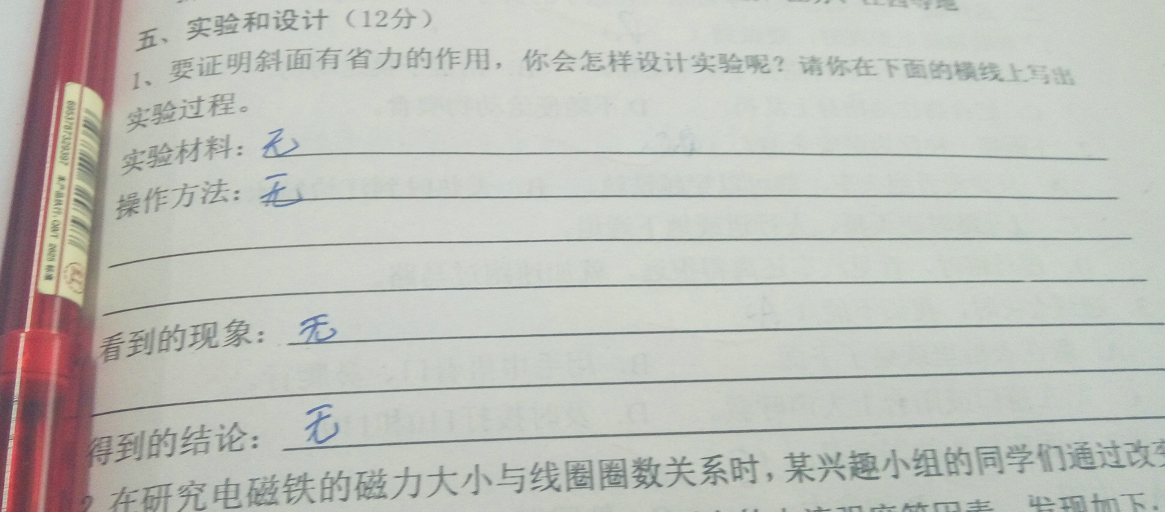 五、实验和设计（12分）
1、要证明斜面有省力的作用，你会怎样设计实验呢？请你在下面的横线上写出
实验过程。
实验材料：无
操作方法：无
看到的现象：无
得到的结论：无
2 在研究电磁铁的磁力大小与线圈圈数关系时，某兴趣小组的同学们通过改变
发现如下